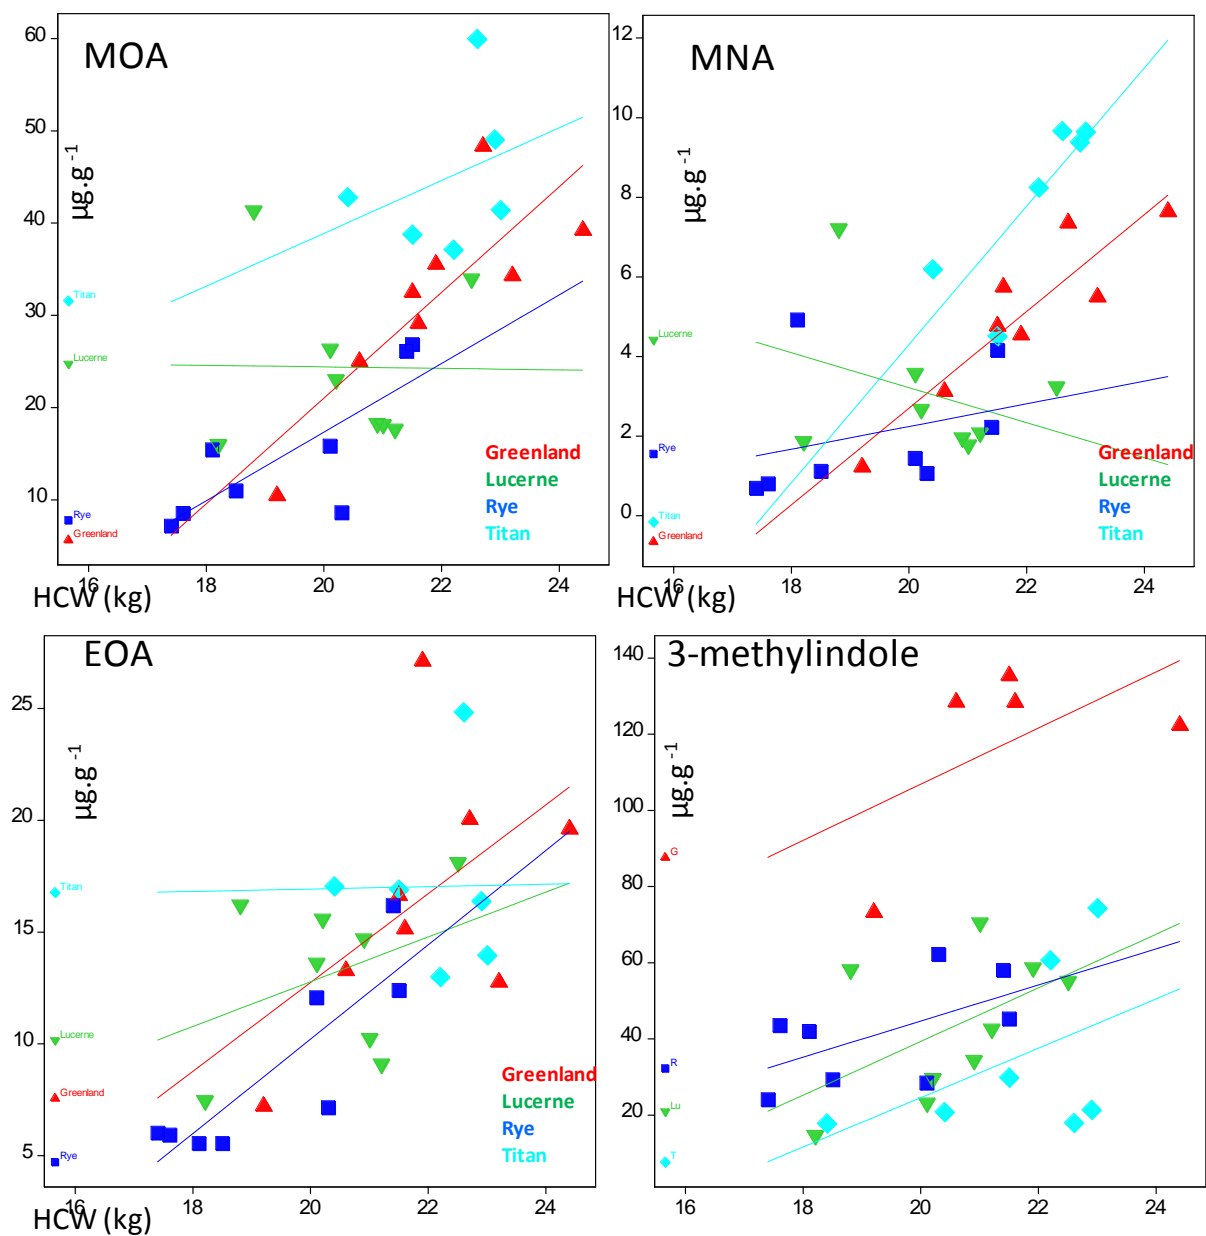 MOA
µg.g⁻¹
60
50
40
30
20
10
Titan
Lucerne
Rye
Greenland
Greenland
Lucerne
Rye
Titan
16 18 20 22 24
HCW (kg)
MNA
µg.g⁻¹
12
10
8
6
4
2
0
Lucerne
Rye
Titan
Greenland
Greenland
Lucerne
Rye
Titan
16 18 20 22 24
HCW (kg)
EOA
µg.g⁻¹
25
20
15
10
5
Titan
Lucerne
Greenland
Rye
Greenland
Lucerne
Rye
Titan
16 18 20 22 24
HCW (kg)
3-methylindole
µg.g⁻¹
140
120
100
80
60
40
20
G
R
Lu
T
16 18 20 22 24